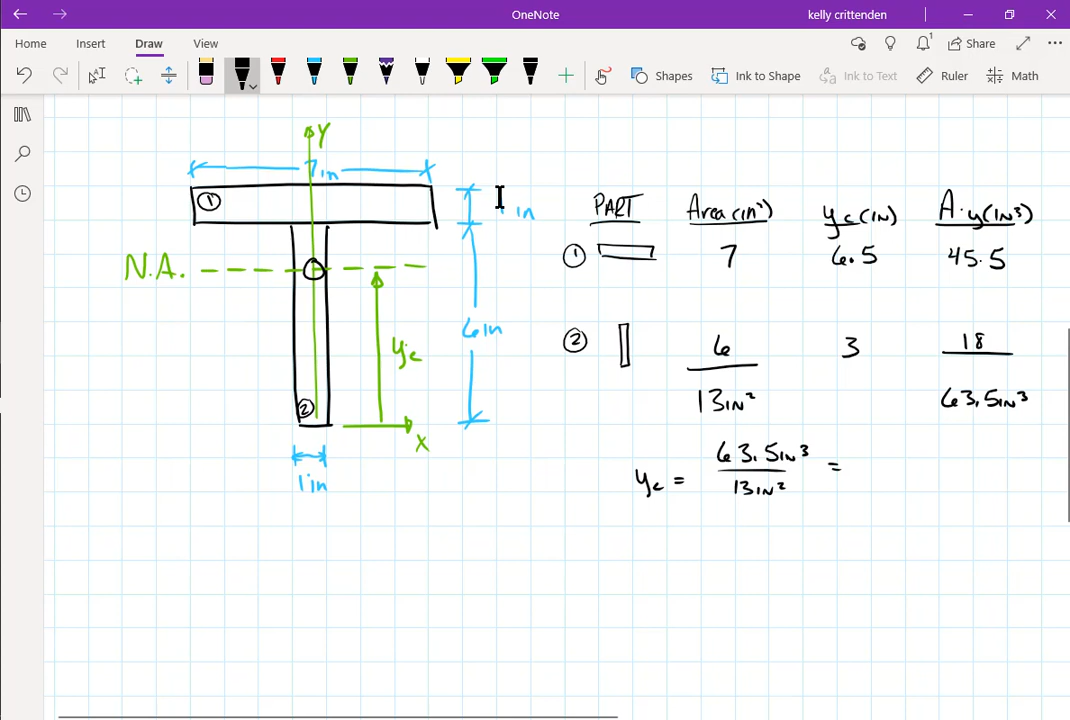 OneNote
kelly crittenden
Home Insert Draw View
Share
Ink to Shape
Ink to Text
Shapes
Ruler
Math
Y
7in
①
in
N.A.
6in
yc
②
X
1in
PART Area (in²) yc (IN) A·y (IN³)
① 7 6.5 45.5
② 6 3 18
13IN² 63.5IN³
yc = 63.5IN³ / 13IN² =